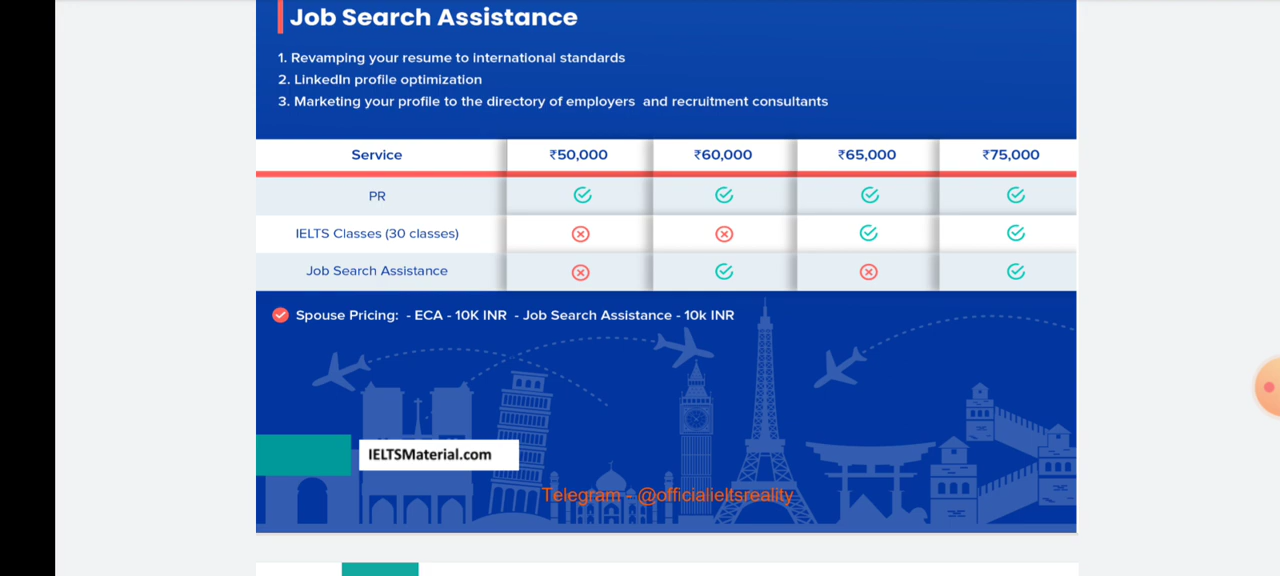 Job Search Assistance
1. Revamping your resume to international standards
2. LinkedIn profile optimization
3. Marketing your profile to the directory of employers and recruitment consultants
Service ₹50,000 ₹60,000 ₹65,000 ₹75,000
PR
IELTS Classes (30 classes)
Job Search Assistance
Spouse Pricing: - ECA - 10K INR - Job Search Assistance - 10k INR
IELTSMaterial.com
Telegram - @officialieltsreality